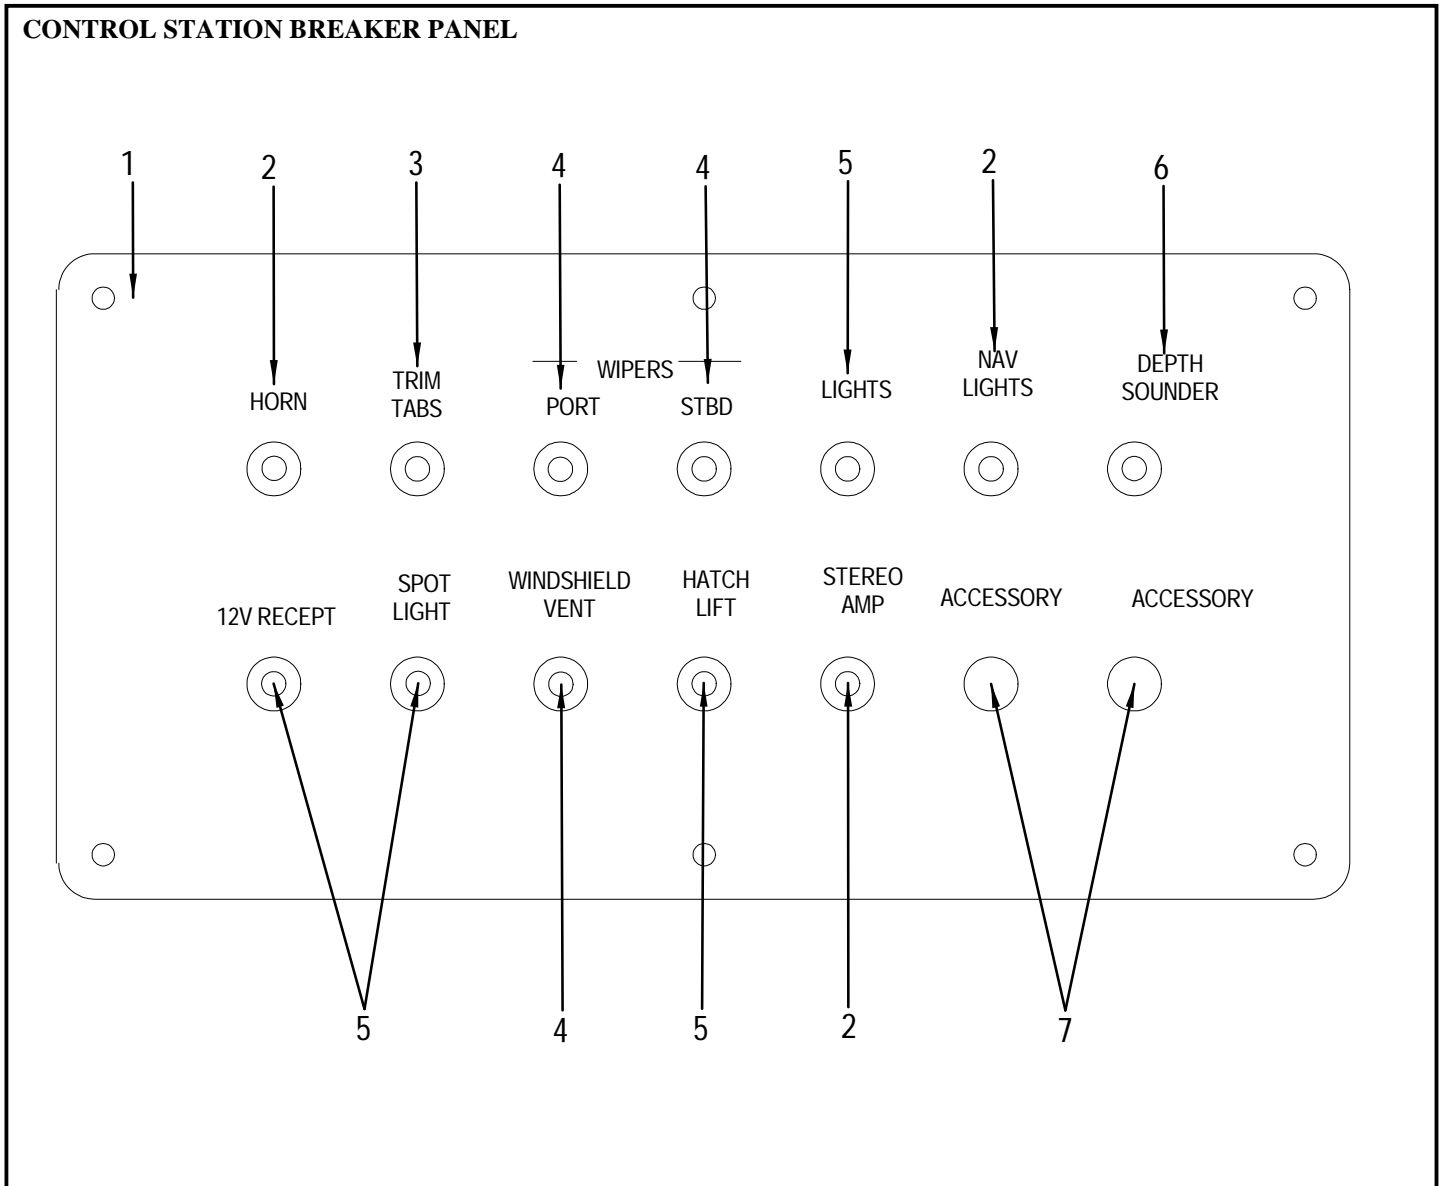 CONTROL STATION BREAKER PANEL
1 2 3 4 4 5 2 6
HORN
TRIM
TABS
WIPERS
PORT
STBD
LIGHTS
NAV
LIGHTS
DEPTH
SOUNDER
12V RECEPT
SPOT
LIGHT
WINDSHIELD
VENT
HATCH
LIFT
STEREO
AMP
ACCESSORY
ACCESSORY
5 4 5 2 7